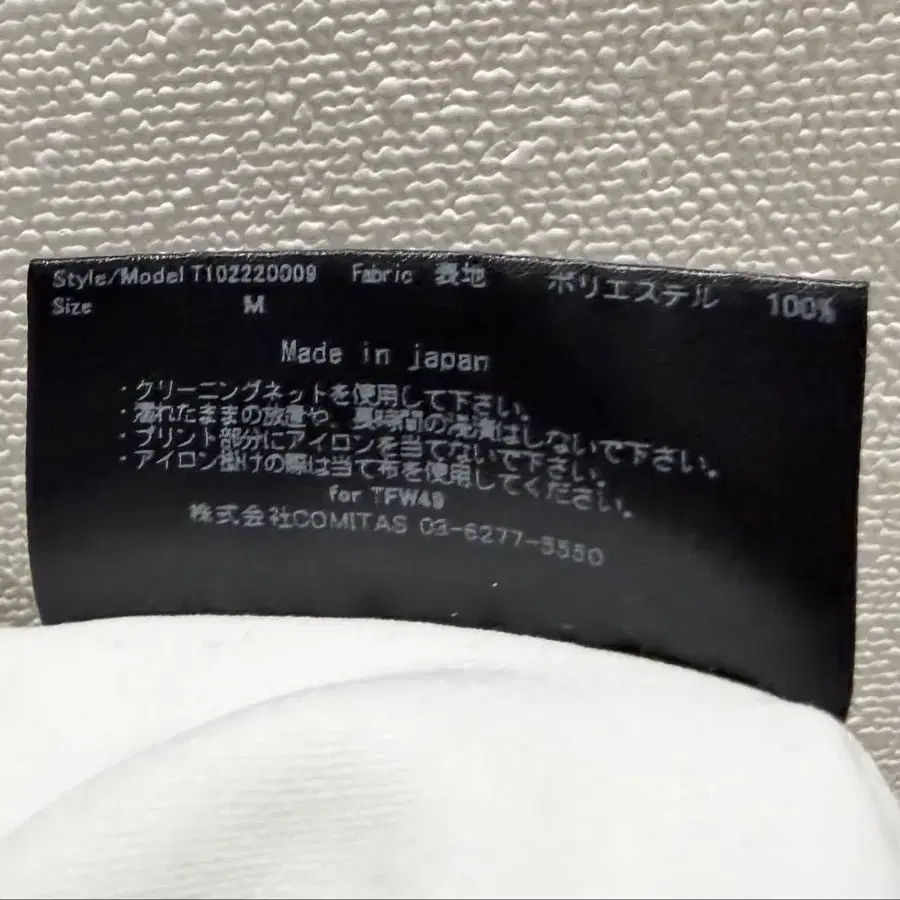 Style/Model T102220009 Fabric 表地 ポリエステル 100%
Size M
Made in japan
・クリーニングネットを使用して下さい。
・濡れたままの放置や、長時間の洗濯はしないで下さい。
・プリント部分にアイロンを当てないで下さい。
・アイロン掛けの際は当て布を使用してください。
for TFW49
株式会社COMITAS 03-6277-5550